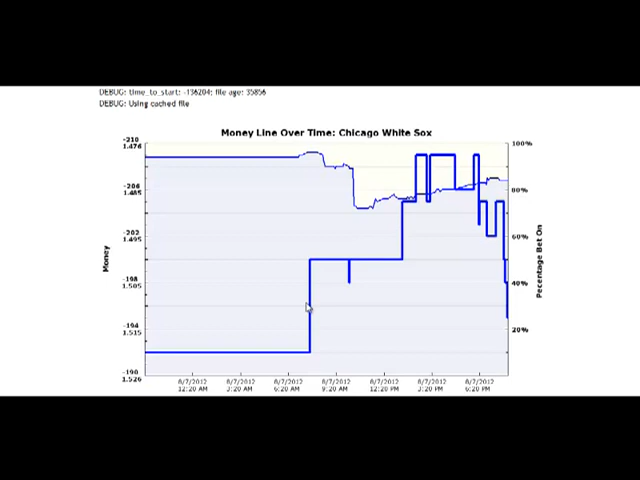 DEBUG: time_to_start: -136204; file age: 35856
DEBUG: Using cached file
Money Line Over Time: Chicago White Sox
-210
1.476
-206
1.485
-202
1.495
-198
1.505
-194
1.515
-190
1.526
Money
100%
80%
60%
40%
20%
Pecentage Bet On
8/7/2012
12:20 AM
8/7/2012
3:20 AM
8/7/2012
6:20 AM
8/7/2012
9:20 AM
8/7/2012
12:20 PM
8/7/2012
3:20 PM
8/7/2012
6:20 PM